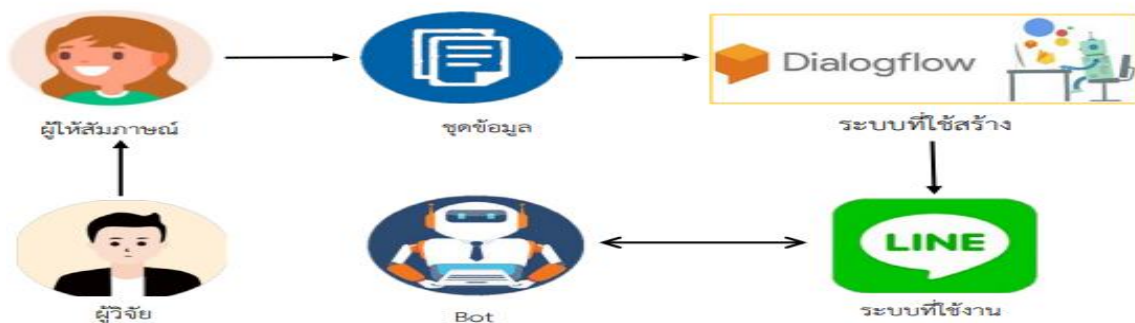 Dialogflow
ผู้ให้สัมภาษณ์
ชุดข้อมูล
ระบบที่ใช้สร้าง
LINE
ผู้วิจัย
Bot
ระบบที่ใช้งาน